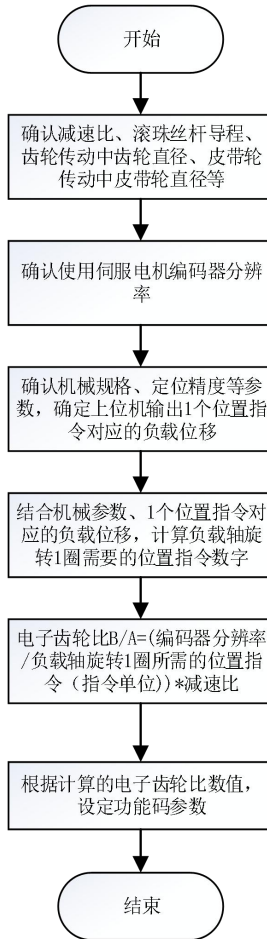 开始
确认减速比、滚珠丝杆导程、
齿轮传动中齿轮直径、皮带轮
传动中皮带轮直径等
确认使用伺服电机编码器分辨
率
确认机械规格、定位精度等参
数，确定上位机输出1个位置指
令对应的负载位移
结合机械参数、1个位置指令对
应的负载位移，计算负载轴旋
转1圈需要的位置指令数字
电子齿轮比B/A=(编码器分辨率
/负载轴旋转1圈所需的位置指
令（指令单位))*减速比
根据计算的电子齿轮比数值，
设定功能码参数
结束